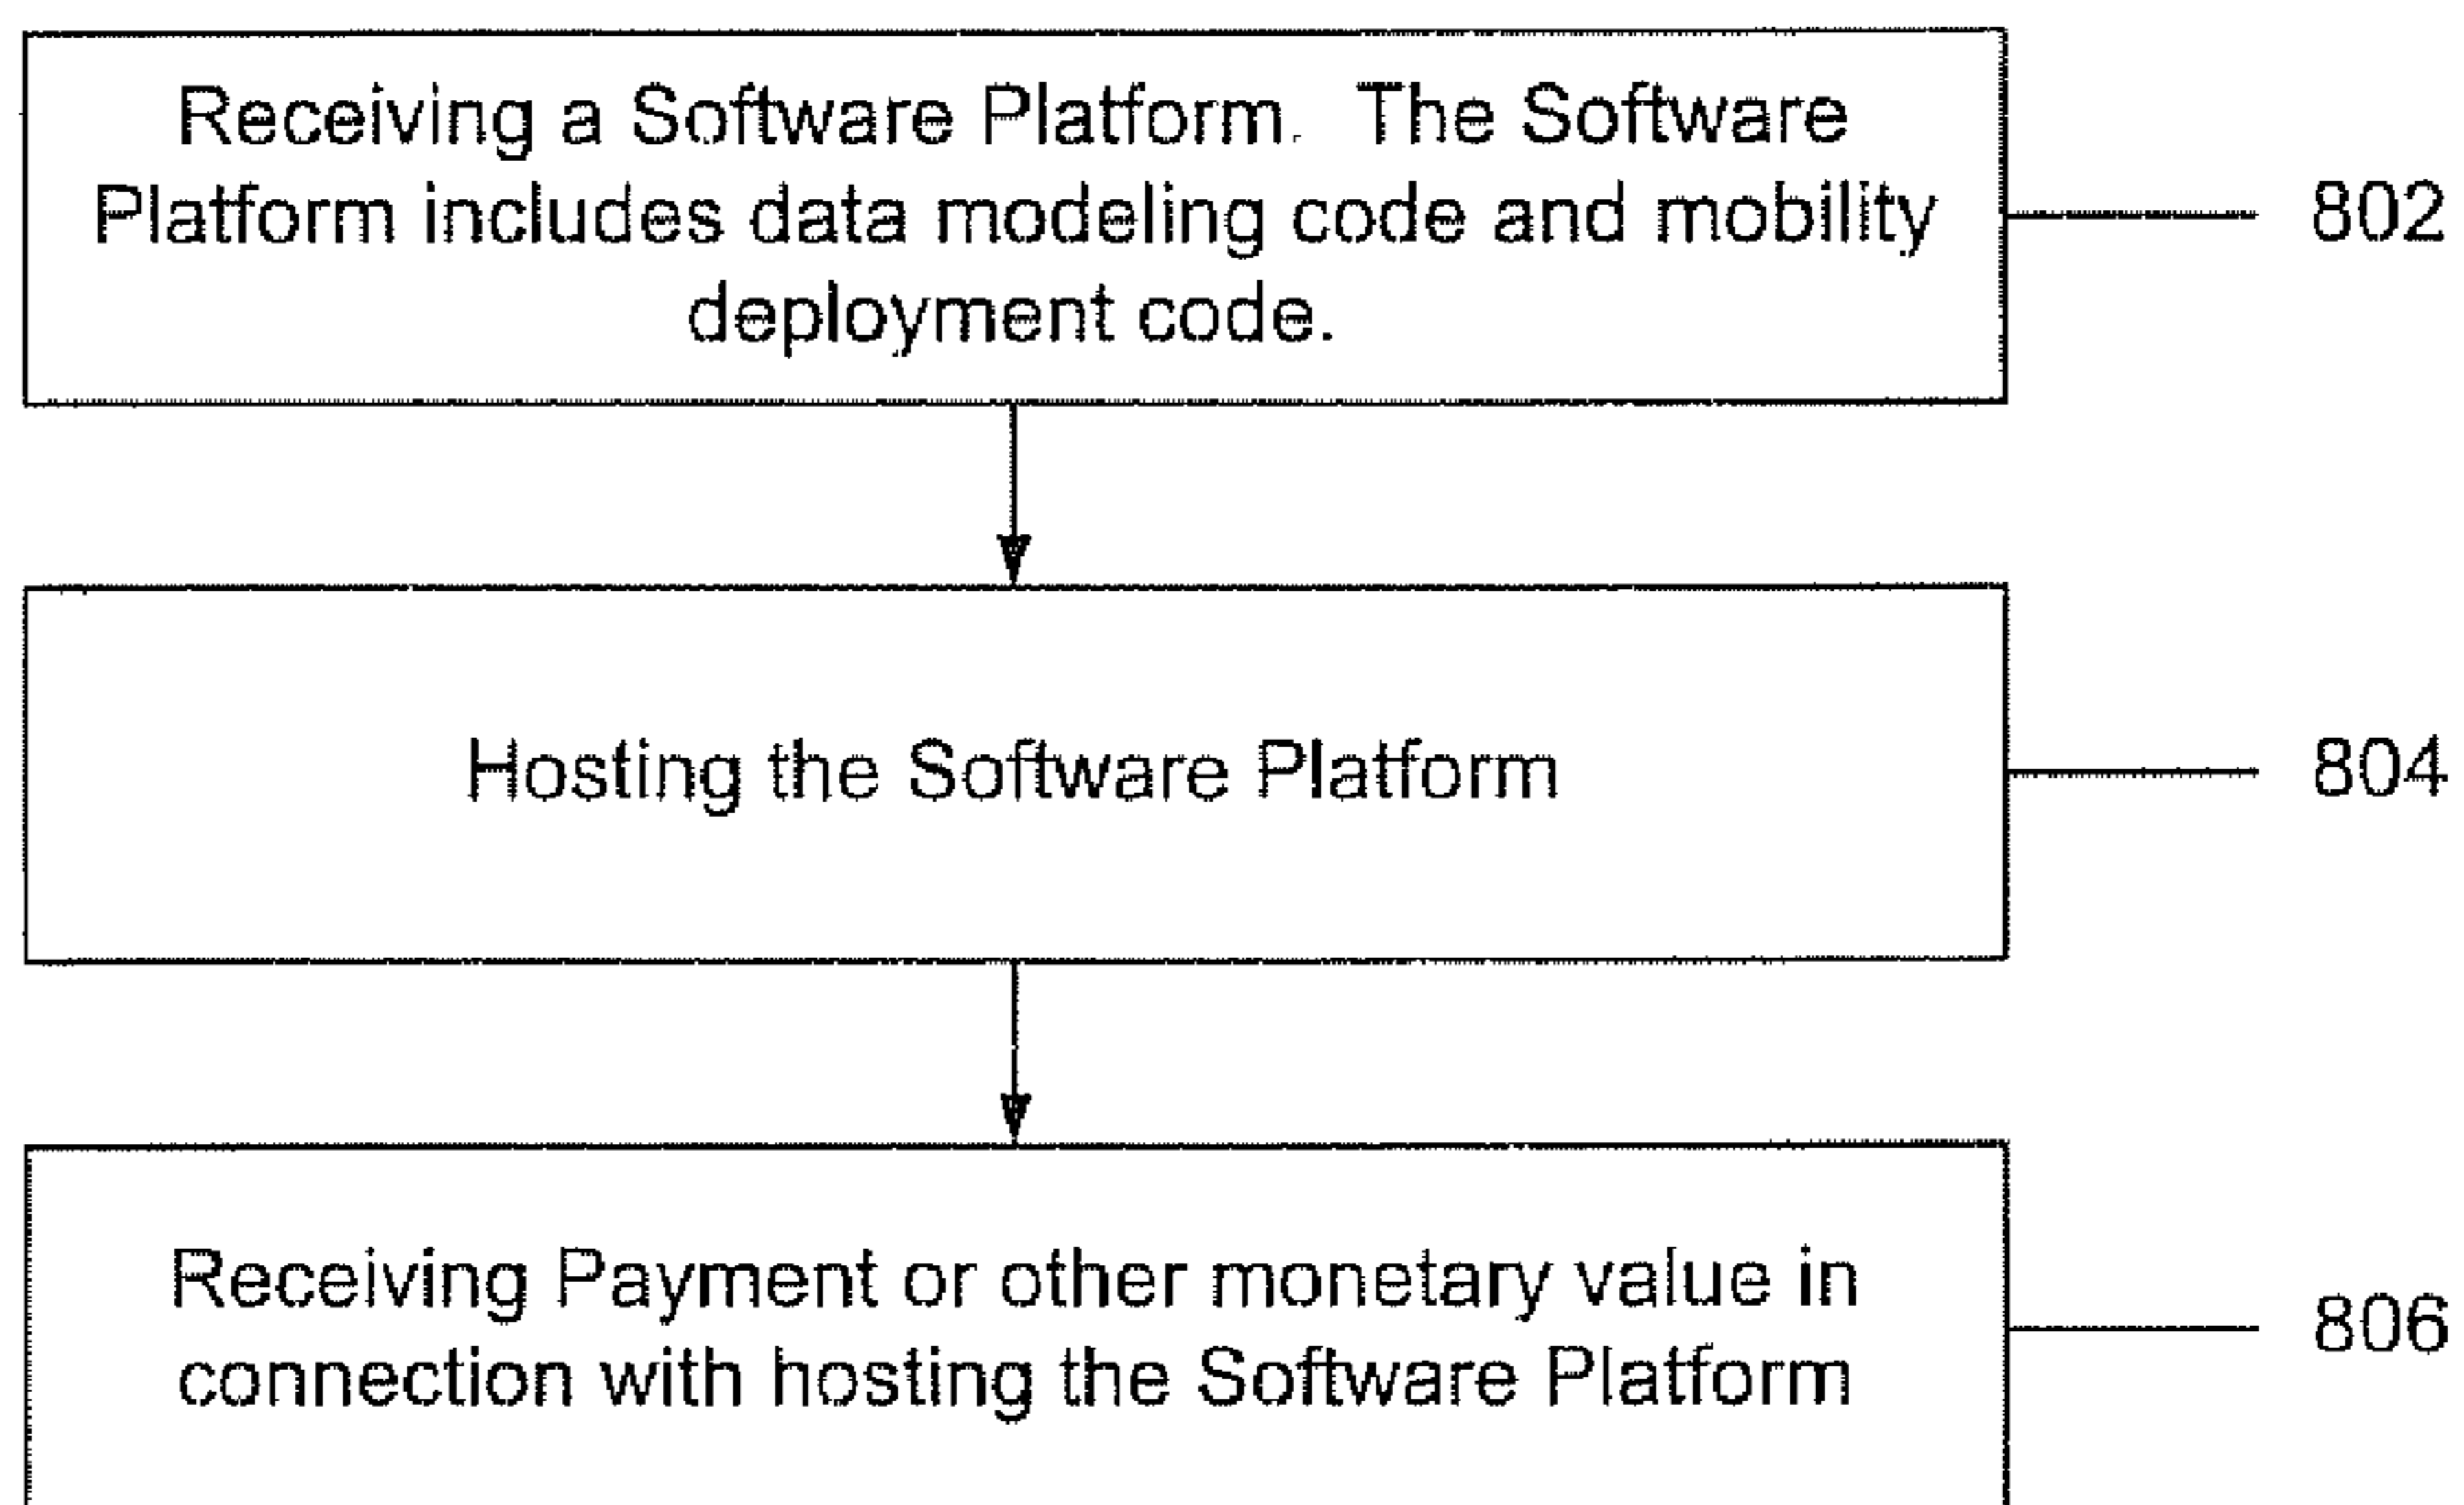 Receiving a Software Platform. The Software
Platform includes data modeling code and mobility
deployment code.
802
Hosting the Software Platform
804
Receiving Payment or other monetary value in
connection with hosting the Software Platform
806